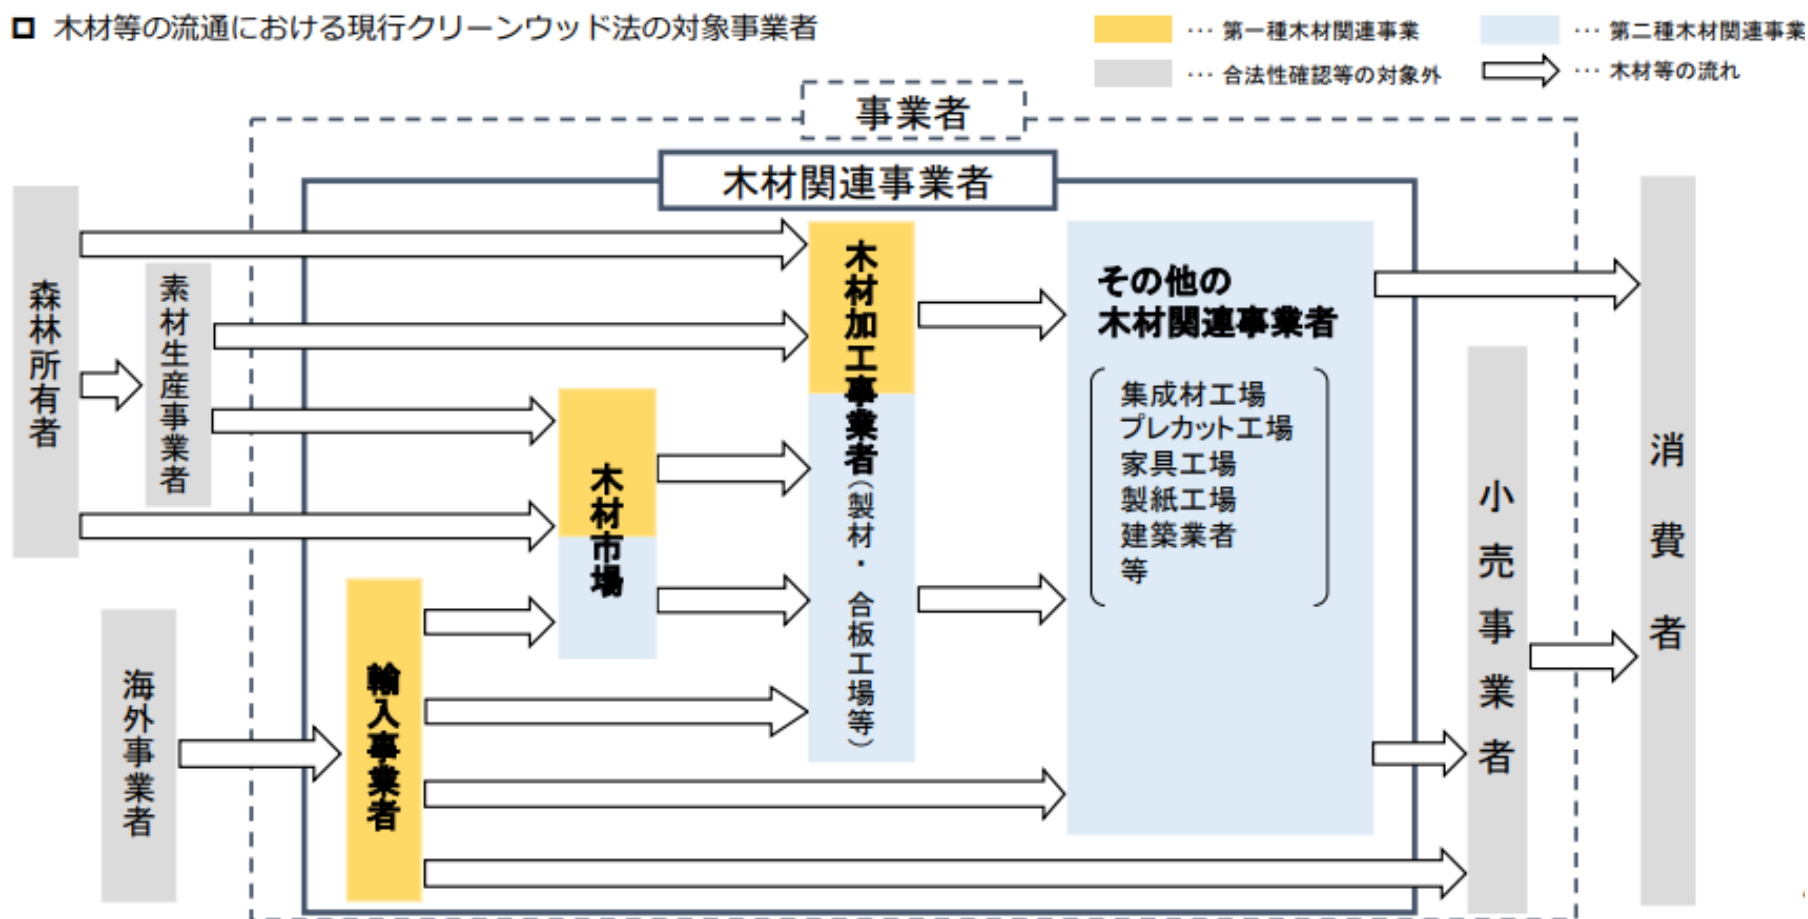 木材等の流通における現行クリーンウッド法の対象事業者
… 第一種木材関連事業
… 第二種木材関連事業
… 合法性確認等の対象外
… 木材等の流れ
事業者
木材関連事業者
森林所有者
素材生産事業者
海外事業者
輸入事業者
木材市場
木材加工事業者(製材・合板工場等)
その他の
木材関連事業者
集成材工場
プレカット工場
家具工場
製紙工場
建築業者
等
小売事業者
消費者